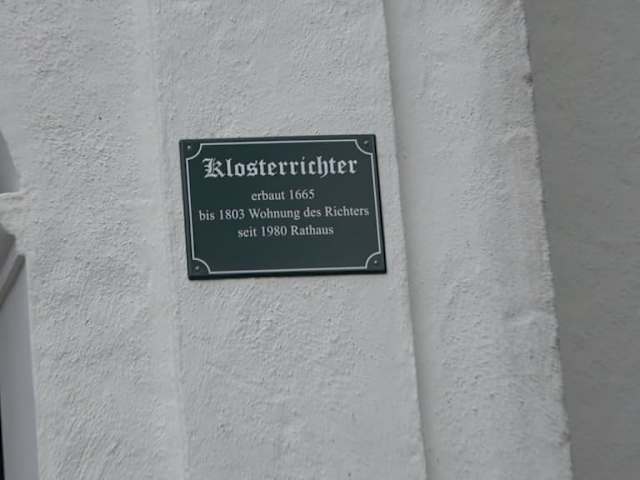 Klosterrichter
erbaut 1665
bis 1803 Wohnung des Richters
seit 1980 Rathaus